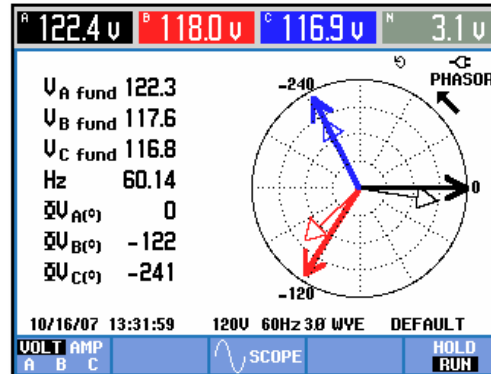 A 122.4 V B 118.0 V C 116.9 V N 3.1 V
PHASOR
VA fund 122.3
VB fund 117.6
VC fund 116.8
Hz 60.14
ΦVA(°) 0
ΦVB(°) -122
ΦVC(°) -241
-240
0
-120
10/16/07 13:31:59 120V 60Hz 3.Ø WYE DEFAULT
VOLT AMP
A B C
SCOPE
HOLD
RUN